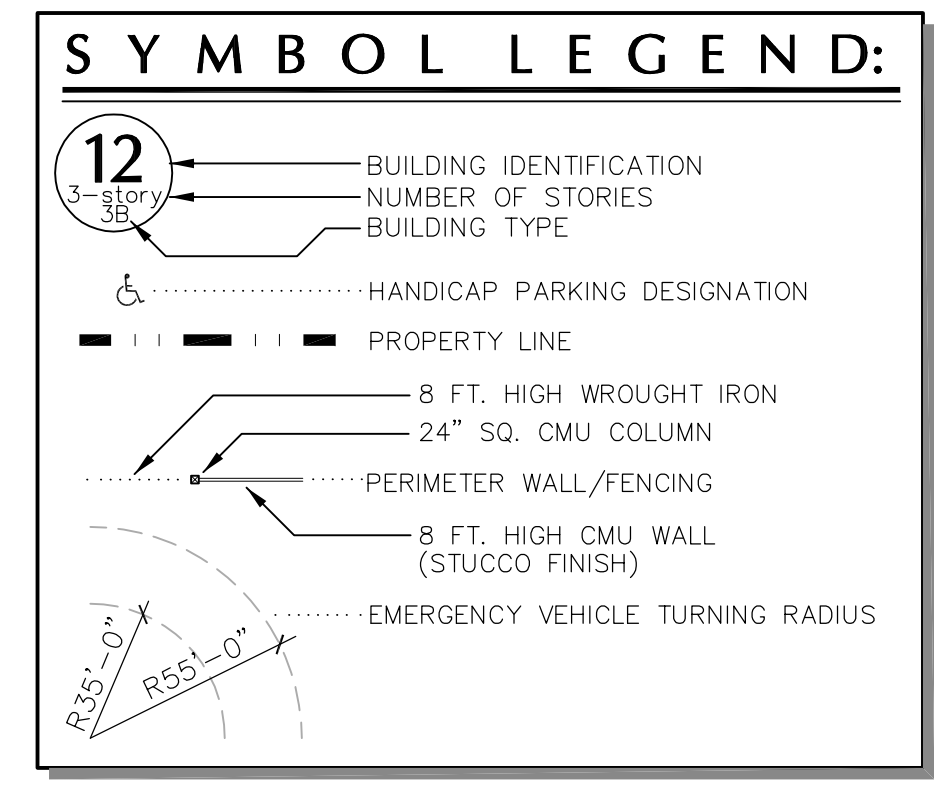 SYMBOL LEGEND:
12
3-story
3B
BUILDING IDENTIFICATION
NUMBER OF STORIES
BUILDING TYPE
HANDICAP PARKING DESIGNATION
PROPERTY LINE
8 FT. HIGH WROUGHT IRON
24" SQ. CMU COLUMN
PERIMETER WALL/FENCING
8 FT. HIGH CMU WALL
(STUCCO FINISH)
EMERGENCY VEHICLE TURNING RADIUS
R35'-0"
R55'-0"